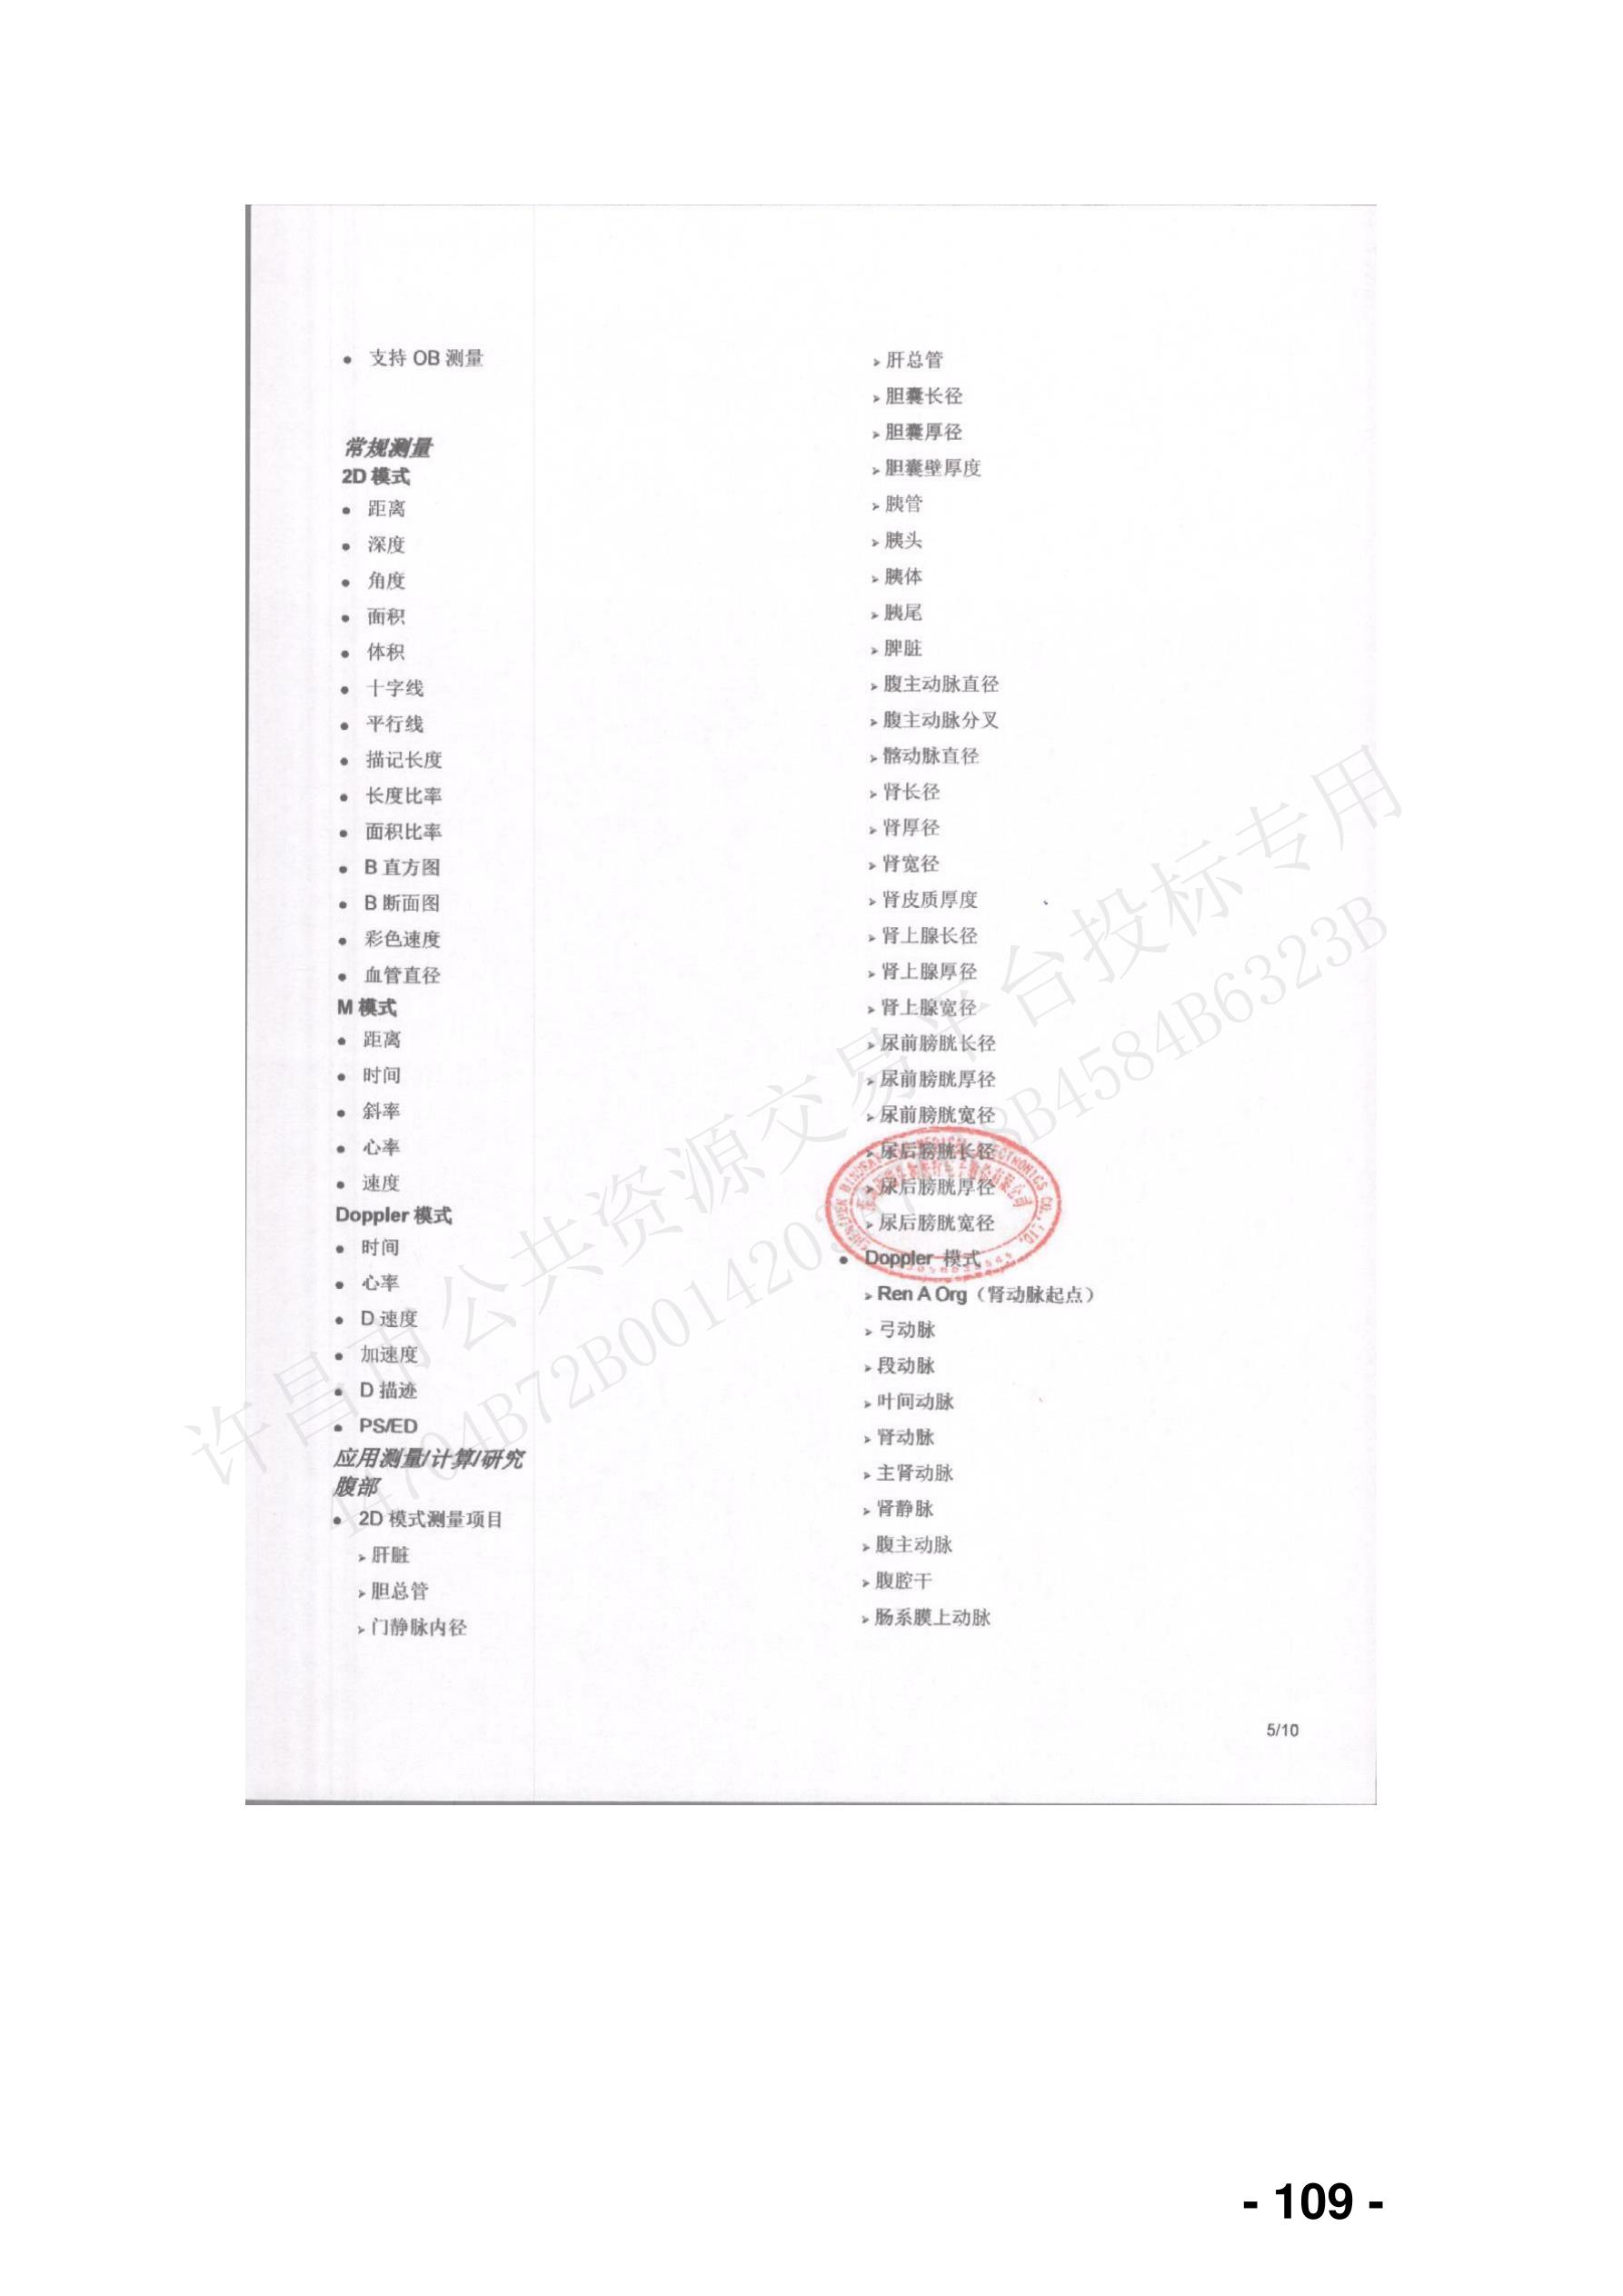 ● 支持 OB 测量
常规测量
2D 模式
● 距离
● 深度
● 角度
● 面积
● 体积
● 十字线
● 平行线
● 描记长度
● 长度比率
● 面积比率
● B 直方图
● B 断面图
● 彩色速度
● 血管直径
M 模式
● 距离
● 时间
● 斜率
● 心率
● 速度
Doppler 模式
● 时间
● 心率
● D 速度
● 加速度
● D 描迹
● PS/ED
应用测量/计算/研究
腹部
● 2D 模式测量项目
➢ 肝脏
➢ 胆总管
➢ 门静脉内径
➢ 肝总管
➢ 胆囊长径
➢ 胆囊厚径
➢ 胆囊壁厚度
➢ 胰管
➢ 胰头
➢ 胰体
➢ 胰尾
➢ 脾脏
➢ 腹主动脉直径
➢ 腹主动脉分叉
➢ 髂动脉直径
➢ 肾长径
➢ 肾厚径
➢ 肾宽径
➢ 肾皮质厚度
➢ 肾上腺长径
➢ 肾上腺厚径
➢ 肾上腺宽径
➢ 尿前膀胱长径
➢ 尿前膀胱厚径
➢ 尿前膀胱宽径
➢ 尿后膀胱长径
➢ 尿后膀胱厚径
➢ 尿后膀胱宽径
● Doppler 模式
➢ Ren A Org（肾动脉起点）
➢ 弓动脉
➢ 段动脉
➢ 叶间动脉
➢ 肾动脉
➢ 主肾动脉
➢ 肾静脉
➢ 腹主动脉
➢ 腹腔干
➢ 肠系膜上动脉
5/10
许昌市公共资源交易平台投标专用
- 109 -